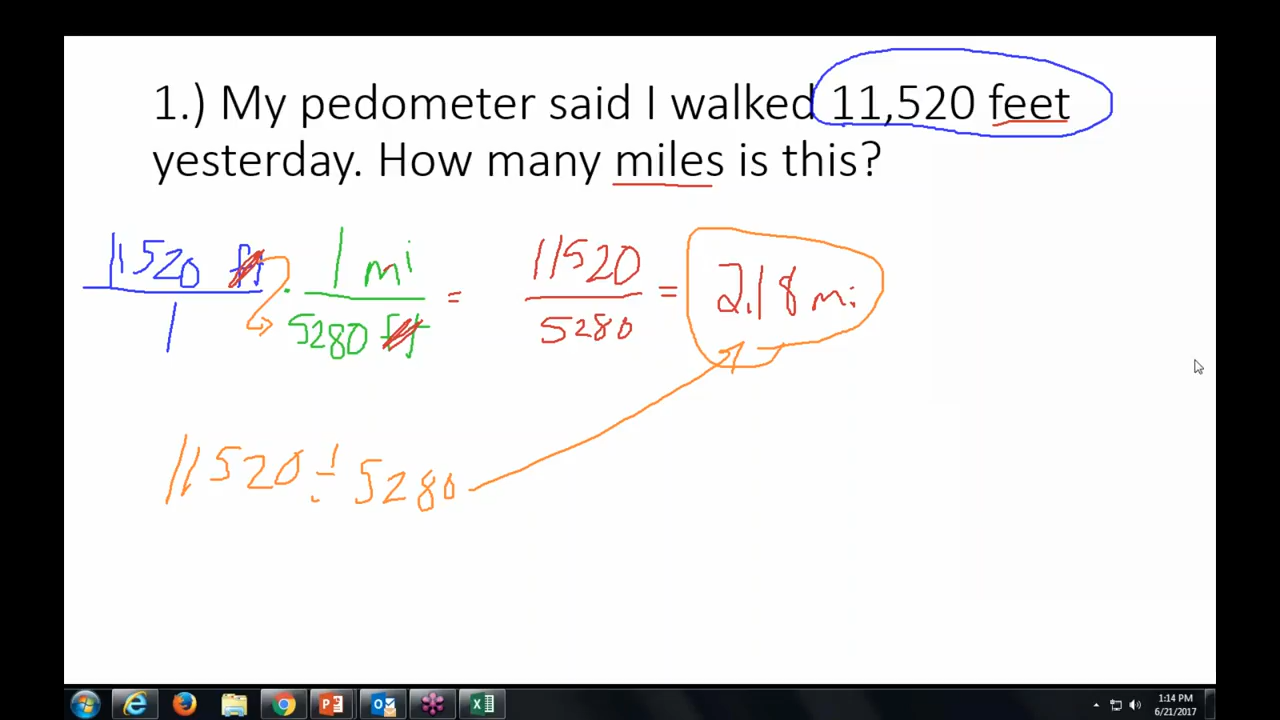 1.) My pedometer said I walked 11,520 feet
yesterday. How many miles is this?
11520 ft / 1 · 1 mi / 5280 ft = 11520 / 5280 = 2.18 mi
11520 ÷ 5280
1:14 PM
6/21/2017